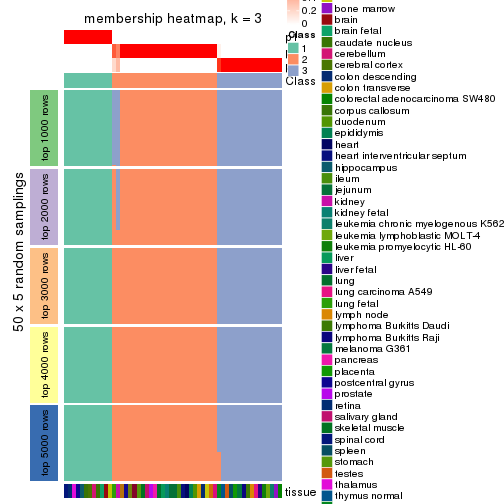 membership heatmap, k = 3
0.2
0
Class
1
2
3
Class
50 x 5 random samplings
top 1000 rows
top 2000 rows
top 3000 rows
top 4000 rows
top 5000 rows
tissue
bone marrow
brain
brain fetal
caudate nucleus
cerebellum
cerebral cortex
colon descending
colon transverse
colorectal adenocarcinoma SW480
corpus callosum
duodenum
epididymis
heart
heart interventricular septum
hippocampus
ileum
jejunum
kidney
kidney fetal
leukemia chronic myelogenous K562
leukemia lymphoblastic MOLT-4
leukemia promyelocytic HL-60
liver
liver fetal
lung
lung carcinoma A549
lung fetal
lymph node
lymphoma Burkitts Daudi
lymphoma Burkitts Raji
melanoma G361
pancreas
placenta
postcentral gyrus
prostate
retina
salivary gland
skeletal muscle
spinal cord
spleen
stomach
testes
thalamus
thymus normal